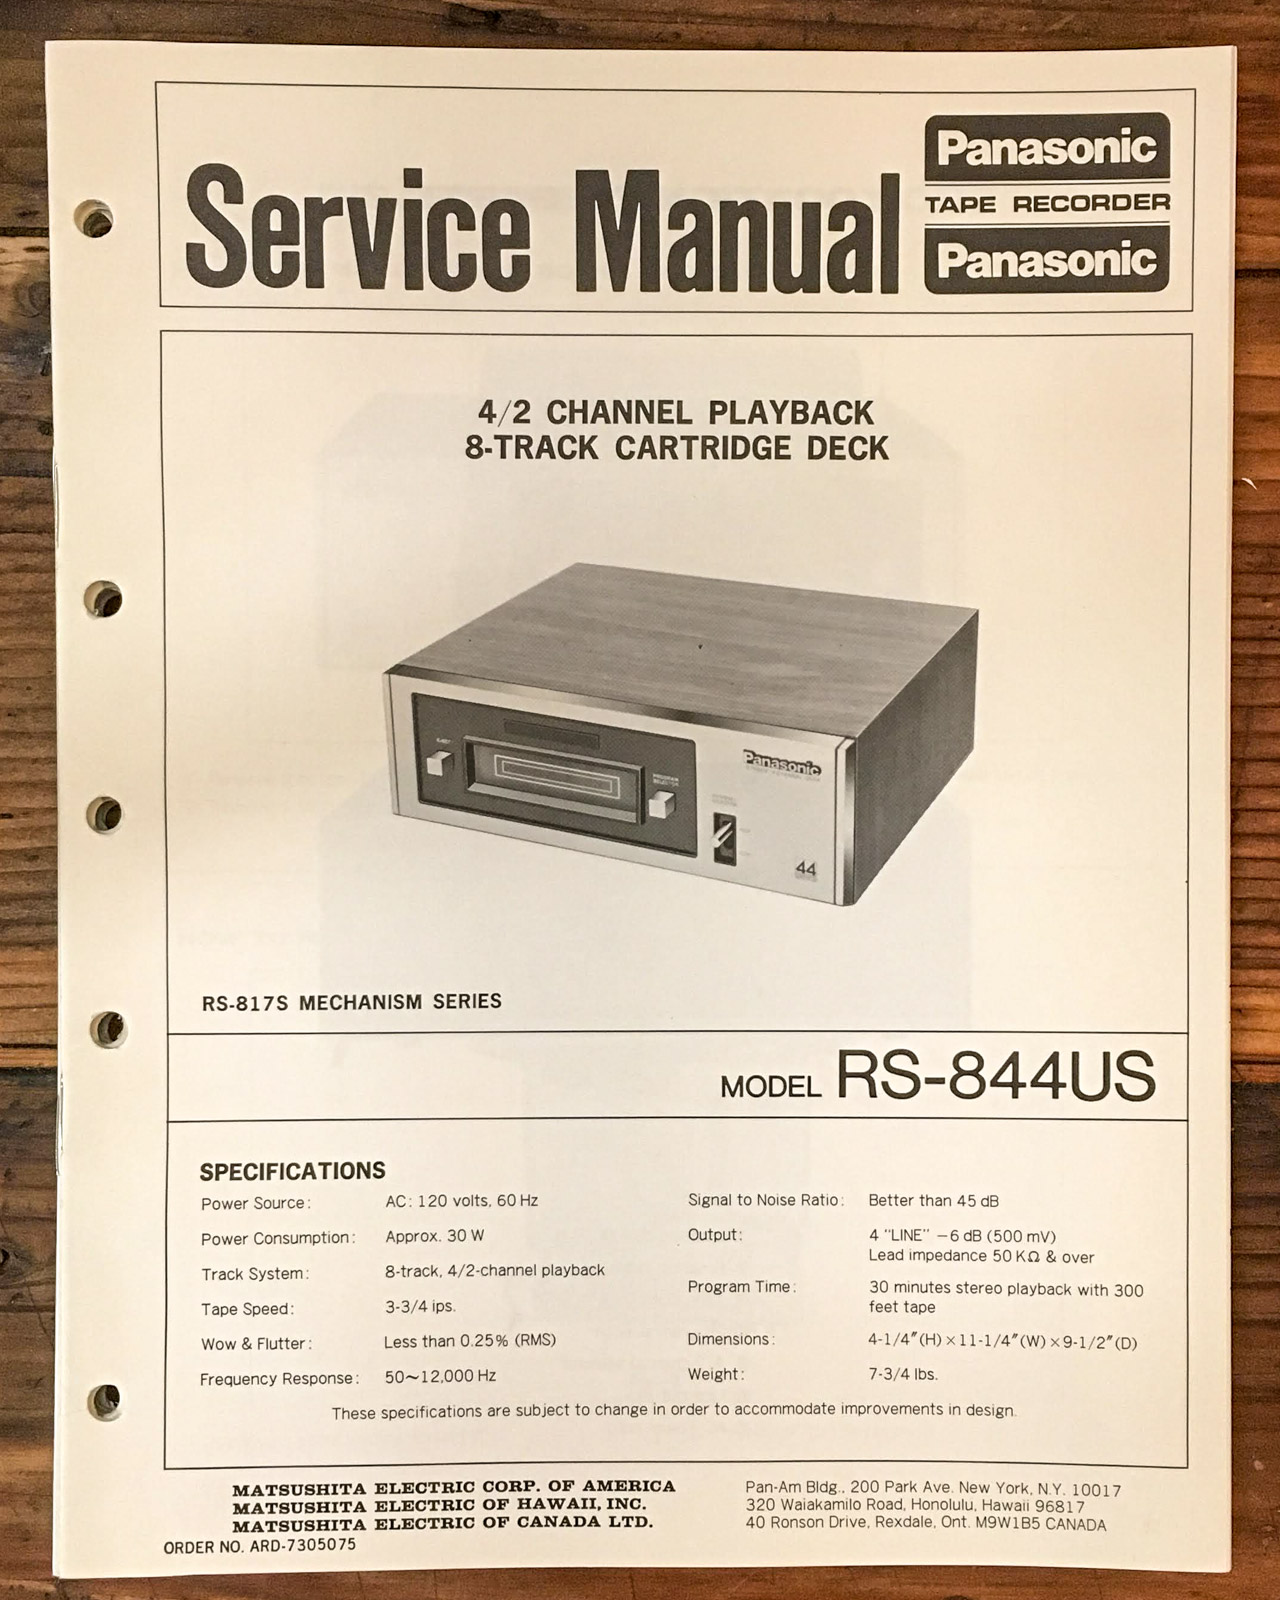 Service Manual
Panasonic
TAPE RECORDER
Panasonic
4/2 CHANNEL PLAYBACK
8-TRACK CARTRIDGE DECK
EJECT
PROGRAM
SELECTOR
Panasonic
44
RS-817S MECHANISM SERIES
MODEL RS-844US
SPECIFICATIONS
Power Source: AC: 120 volts, 60 Hz
Power Consumption: Approx. 30 W
Track System: 8-track, 4/2-channel playback
Tape Speed: 3-3/4 ips.
Wow & Flutter: Less than 0.25% (RMS)
Frequency Response: 50~12,000 Hz
Signal to Noise Ratio: Better than 45 dB
Output: 4 "LINE" −6 dB (500 mV)
Lead impedance 50 KΩ & over
Program Time: 30 minutes stereo playback with 300
feet tape
Dimensions: 4-1/4″(H) × 11-1/4″(W) × 9-1/2″(D)
Weight: 7-3/4 lbs.
These specifications are subject to change in order to accommodate improvements in design.
MATSUSHITA ELECTRIC CORP. OF AMERICA Pan-Am Bldg., 200 Park Ave. New York, N.Y. 10017
MATSUSHITA ELECTRIC OF HAWAII, INC. 320 Waiakamilo Road, Honolulu, Hawaii 96817
MATSUSHITA ELECTRIC OF CANADA LTD. 40 Ronson Drive, Rexdale, Ont. M9W1B5 CANADA
ORDER NO. ARD-7305075